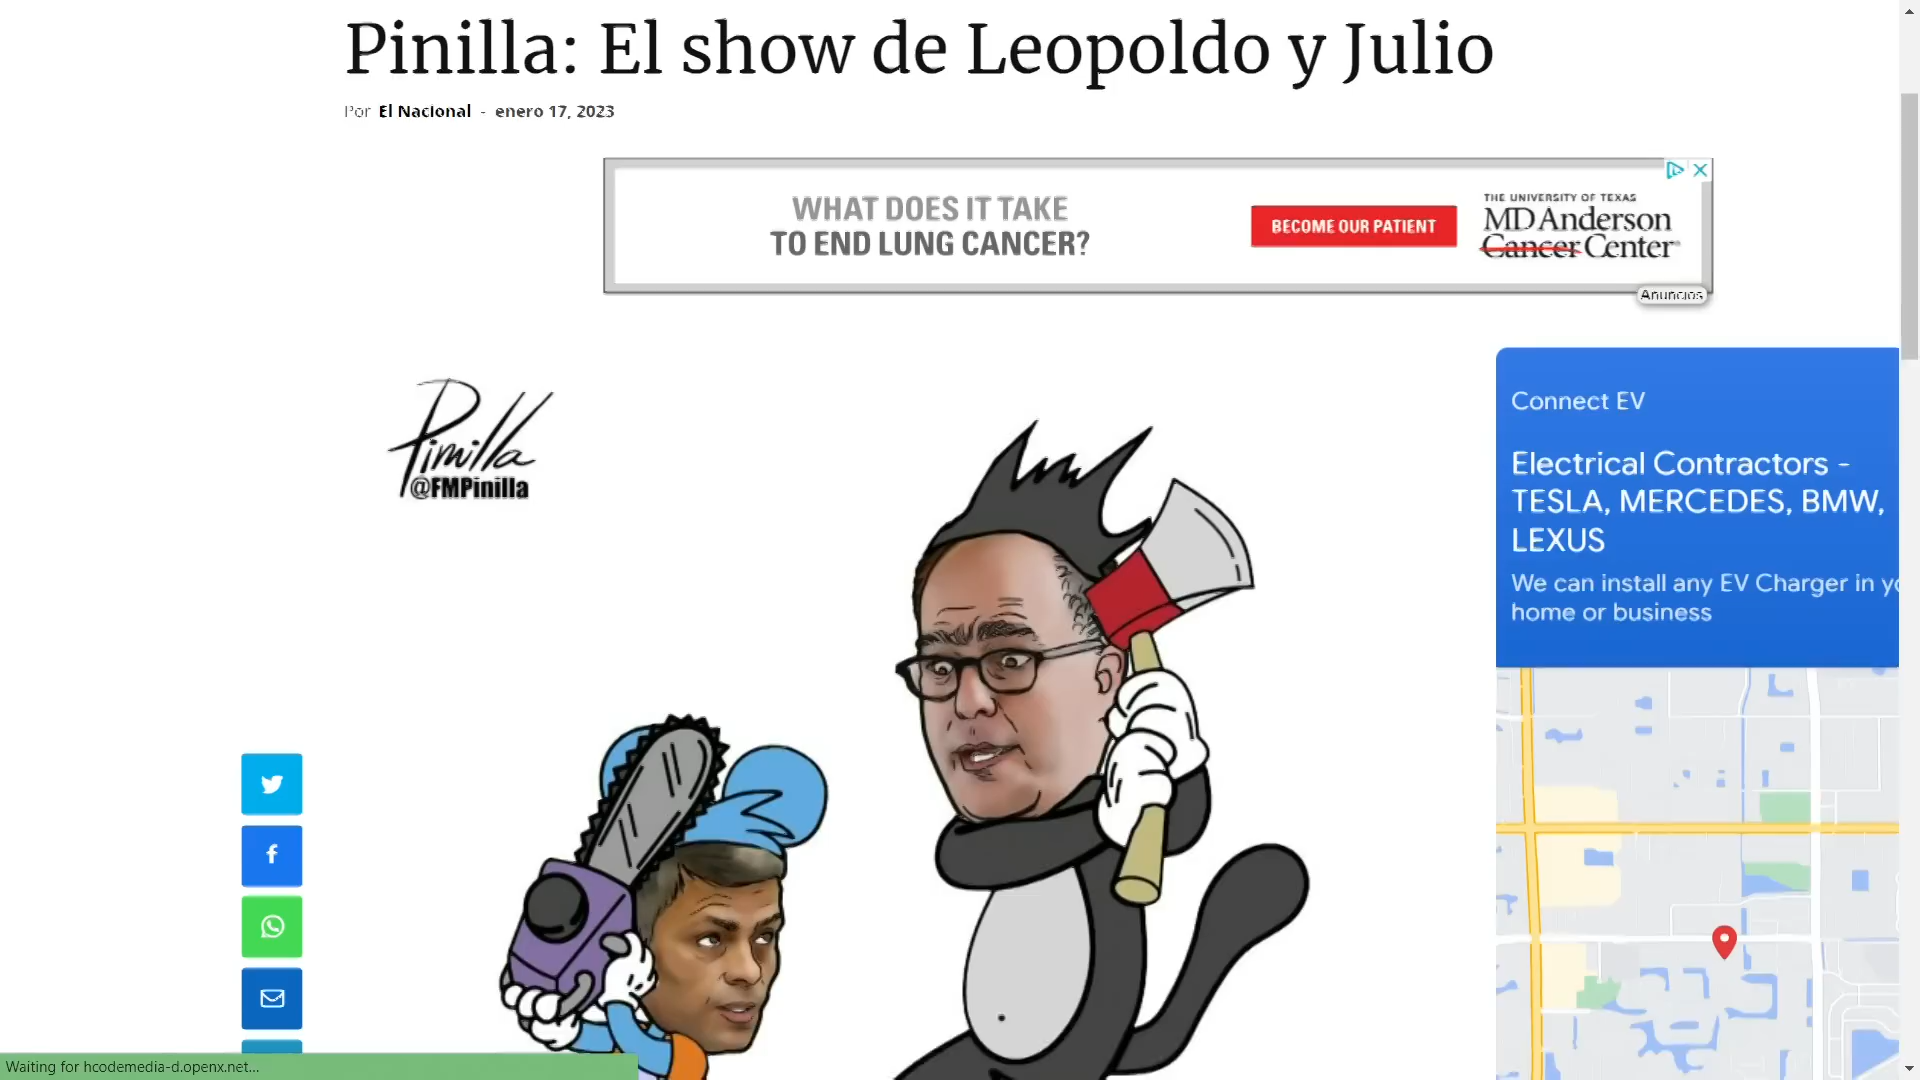 Pinilla: El show de Leopoldo y Julio
Por El Nacional - enero 17, 2023
WHAT DOES IT TAKE
TO END LUNG CANCER?
BECOME OUR PATIENT
THE UNIVERSITY OF TEXAS
MD Anderson
Cancer Center
Anuncios
Pinilla
@FMPinilla
Connect EV
Electrical Contractors -
TESLA, MERCEDES, BMW,
LEXUS
We can install any EV Charger in
home or business
Waiting for hcodemedia-d.openx.net...